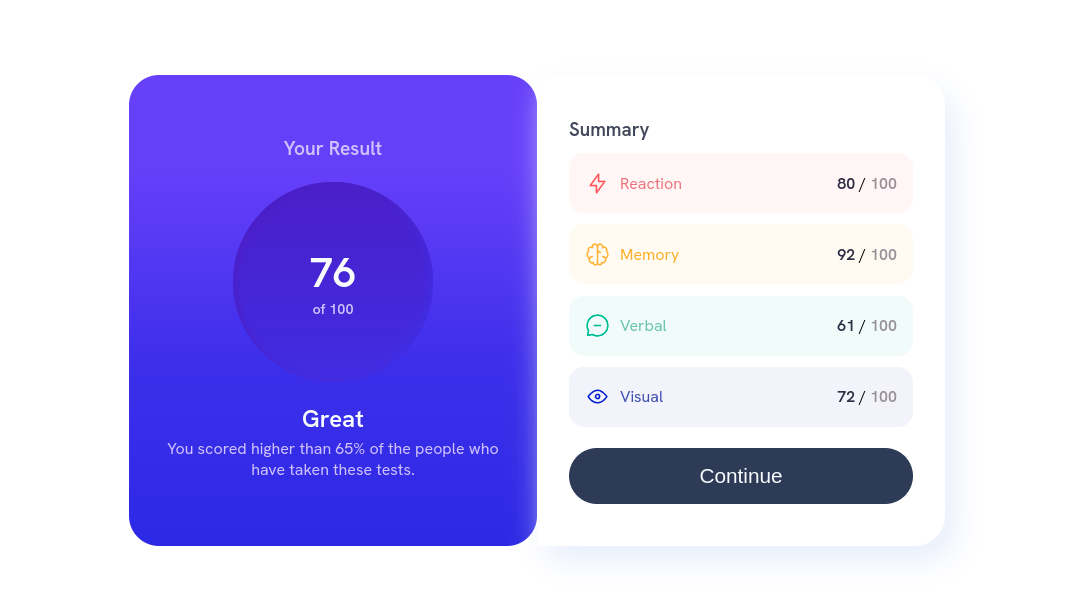 Your Result
76
of 100
Great
You scored higher than 65% of the people who
have taken these tests.
Summary
Reaction 80 / 100
Memory 92 / 100
Verbal 61 / 100
Visual 72 / 100
Continue